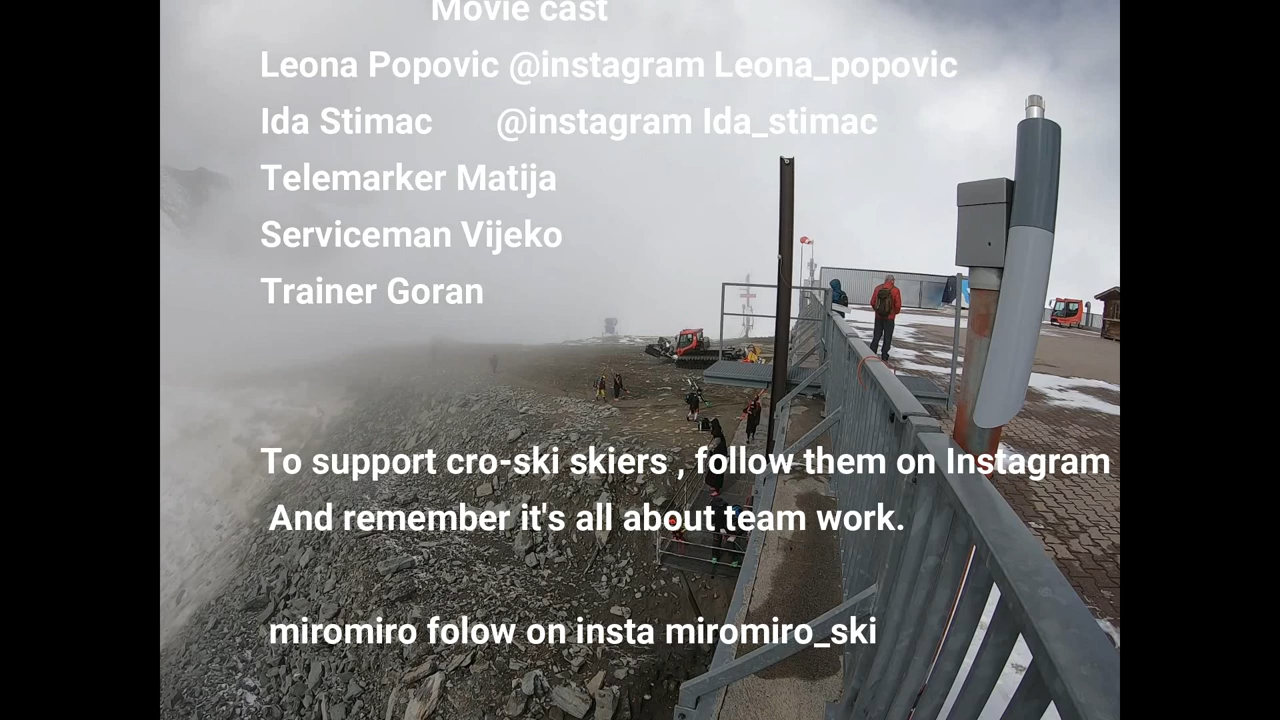 Movie cast
Leona Popovic @instagram Leona_popovic
Ida Stimac @instagram Ida_stimac
Telemarker Matija
Serviceman Vijeko
Trainer Goran
To support cro-ski skiers , follow them on Instagram
And remember it's all about team work.
miromiro folow on insta miromiro_ski